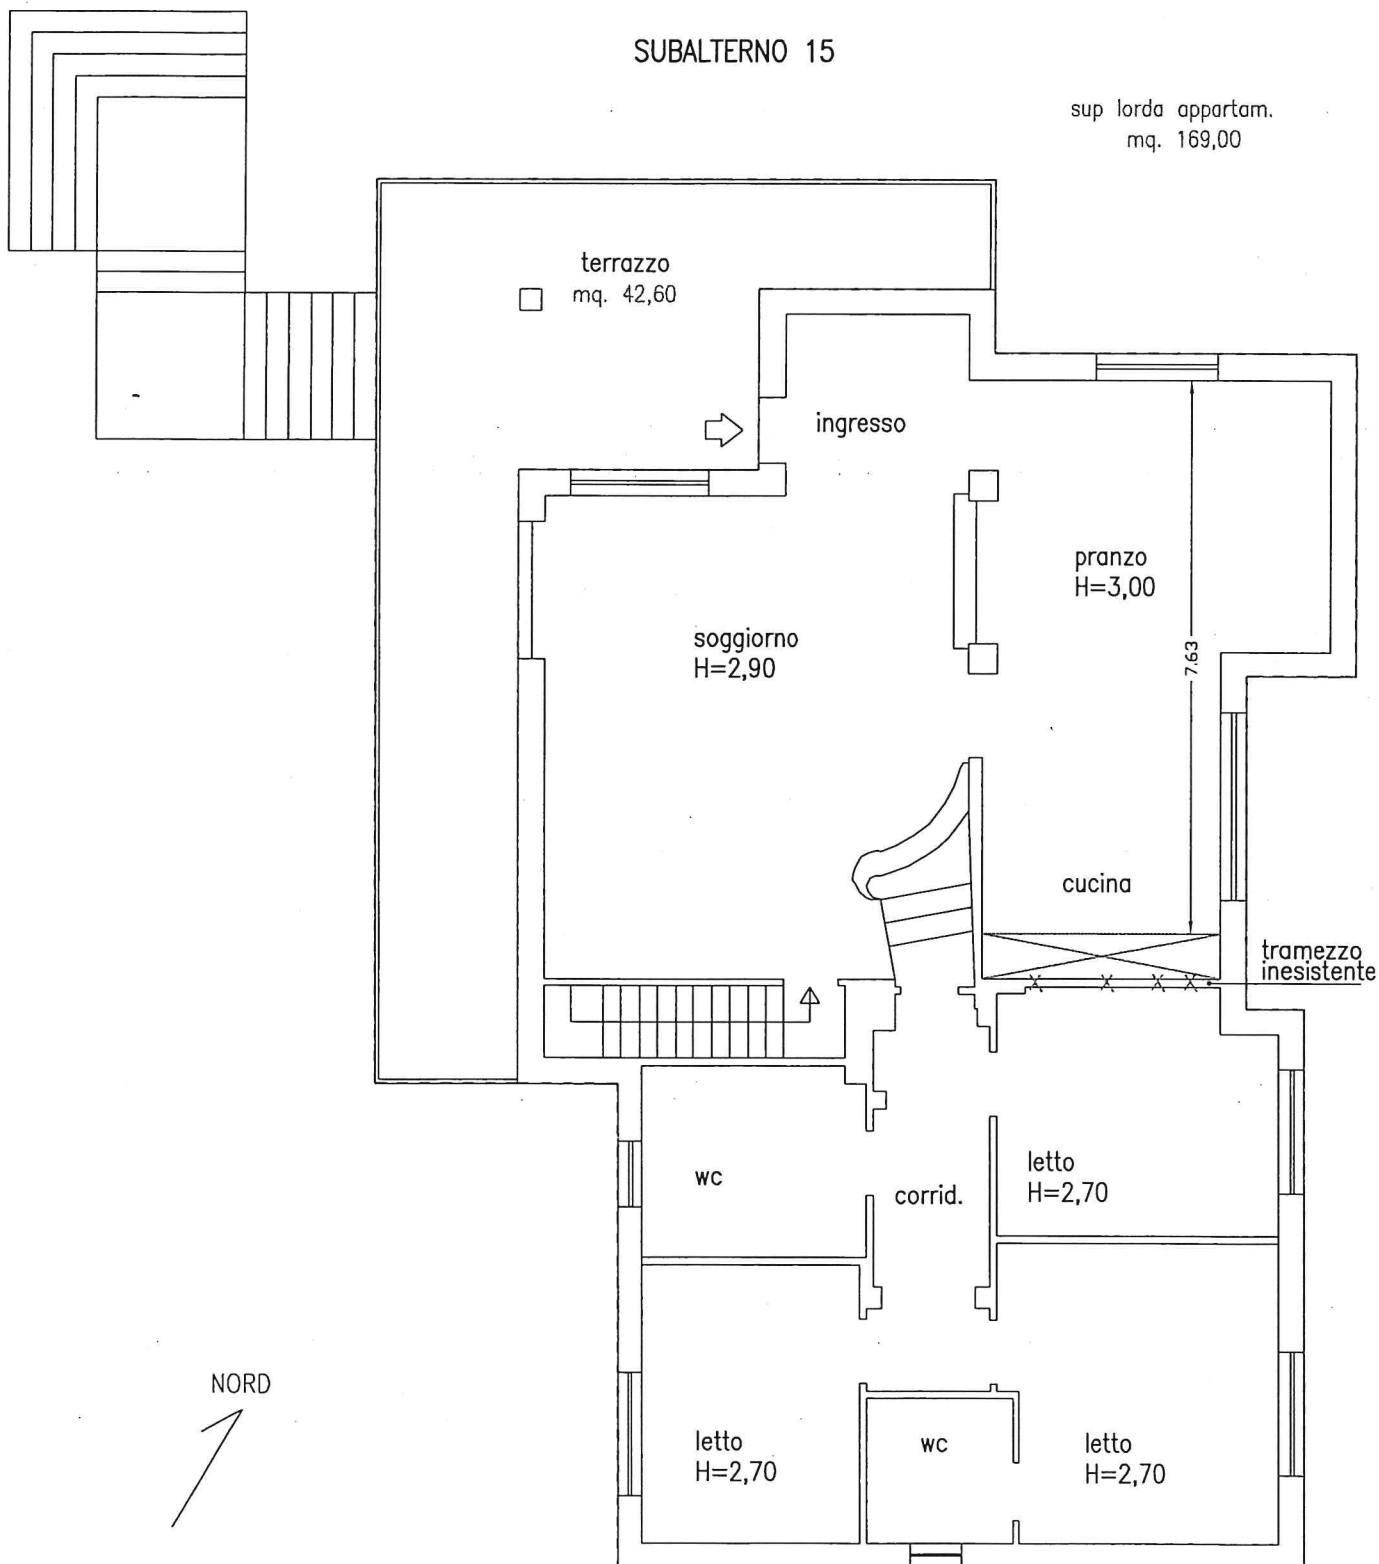 SUBALTERNO 15
sup lorda appartam.
mq. 169,00
terrazzo
mq. 42,60
ingresso
pranzo
H=3,00
soggiorno
H=2,90
7.63
cucina
tramezzo
inesistente
wc
corrid.
letto
H=2,70
NORD
letto
H=2,70
wc
letto
H=2,70